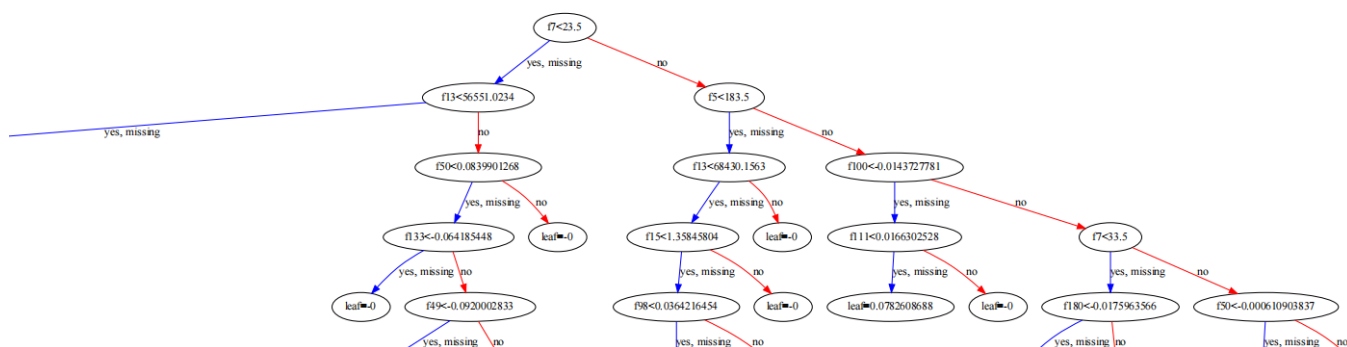 f7<23.5
yes, missing
no
f13<56551.0234
f5<183.5
yes, missing
no
yes, missing
no
f50<0.0839901268
f13<68430.1563
f100<-0.0143727781
yes, missing
no
yes, missing
no
yes, missing
no
f133<-0.064185448
leaf=-0
f15<1.35845804
leaf=-0
f111<0.0166302528
f7<33.5
yes, missing
no
yes, missing
no
yes, missing
no
yes, missing
no
leaf=-0
f49<-0.0920002833
f98<0.0364216454
leaf=-0
leaf=0.0782608688
leaf=-0
f180<-0.0175963566
f50<-0.000610903837
yes, missing
no
yes, missing
no
yes, missing
no
yes, missing
no